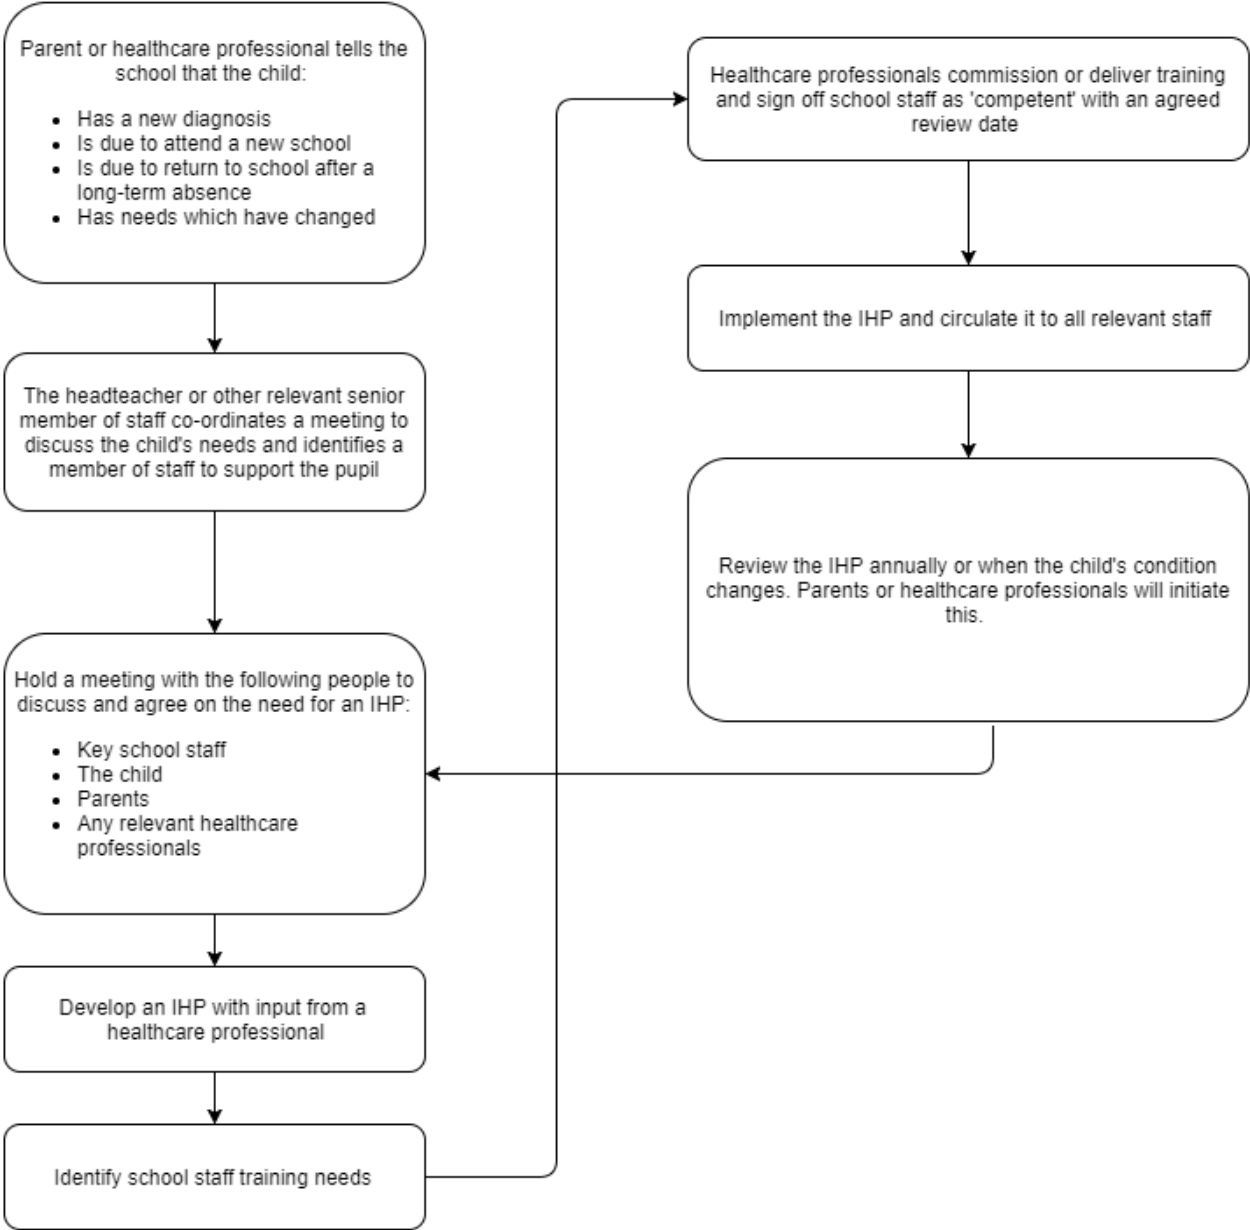 Parent or healthcare professional tells the
school that the child:
• Has a new diagnosis
• Is due to attend a new school
• Is due to return to school after a
long-term absence
• Has needs which have changed
The headteacher or other relevant senior
member of staff co-ordinates a meeting to
discuss the child's needs and identifies a
member of staff to support the pupil
Hold a meeting with the following people to
discuss and agree on the need for an IHP:
• Key school staff
• The child
• Parents
• Any relevant healthcare
professionals
Develop an IHP with input from a
healthcare professional
Identify school staff training needs
Healthcare professionals commission or deliver training
and sign off school staff as 'competent' with an agreed
review date
Implement the IHP and circulate it to all relevant staff
Review the IHP annually or when the child's condition
changes. Parents or healthcare professionals will initiate
this.